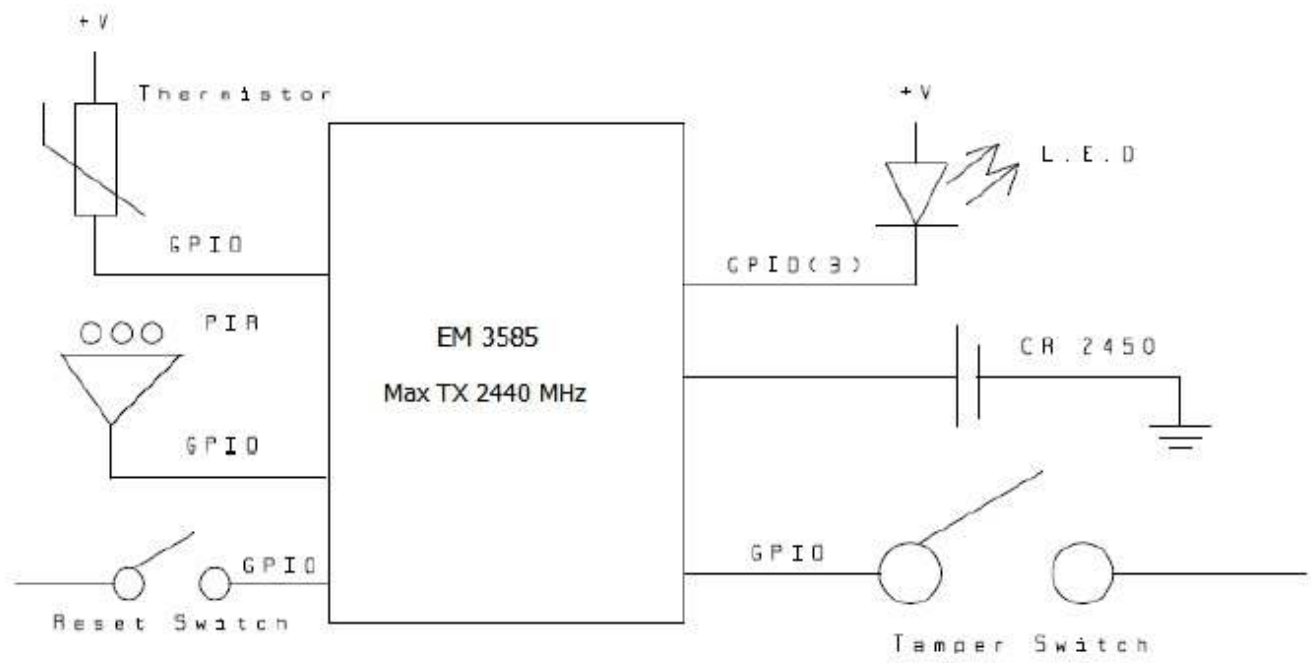 +V
Thermistor
+V
L.E.D
GPIO
GPIO(3)
PIR
EM 3585
CR 2450
Max TX 2440 MHz
GPIO
GPIO
GPIO
Reset Switch
Tamper Switch